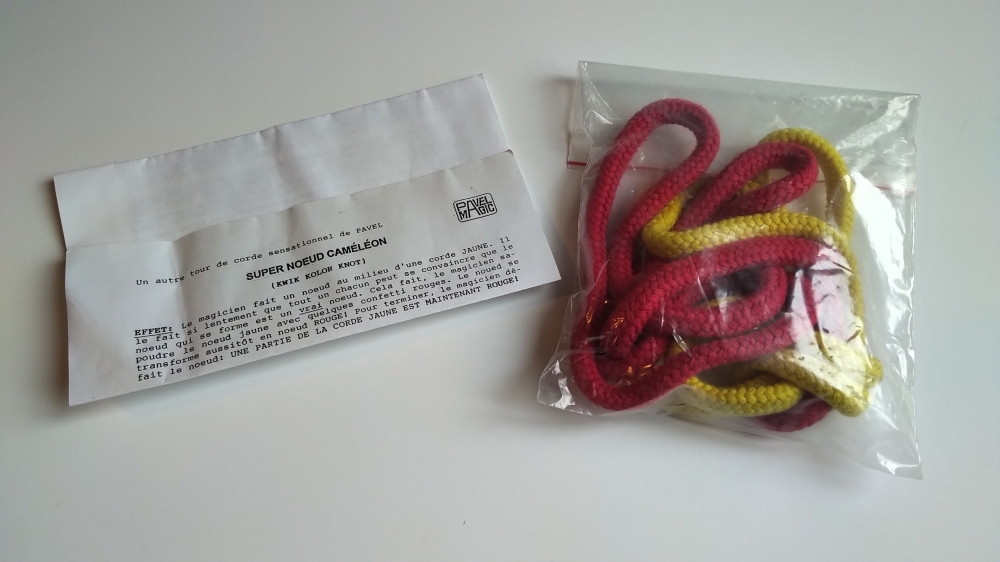 PAVEL
MAGIC
Un autre tour de corde sensationnel de PAVEL
SUPER NOEUD CAMÉLÉON
(KWIK KOLOR KNOT)
EFFET: Le magicien fait un noeud au milieu d'une corde JAUNE. Il
le fait si lentement que tout un chacun peut se convaincre que le
noeud qui se forme est un vrai noeud. Cela fait, le magicien sa-
poudre le noeud jaune avec quelques confetti rouges. Le noued se
transforme aussitôt en noeud ROUGE! Pour terminer, le magicien dé-
fait le noeud: UNE PARTIE DE LA CORDE JAUNE EST MAINTENANT ROUGE!